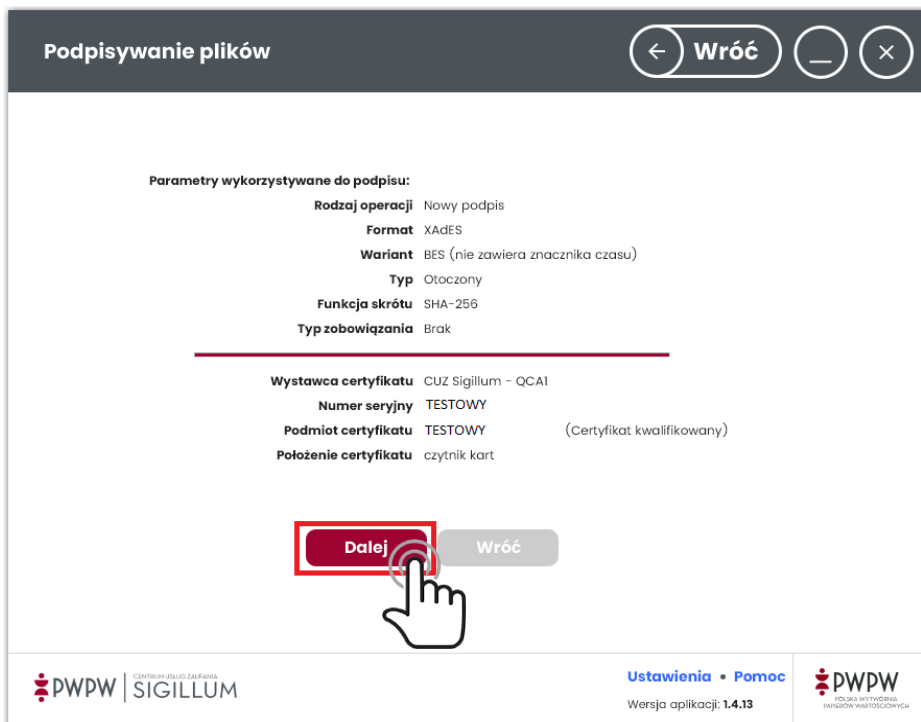 Podpisywanie plików
Wróć
Parametry wykorzystywane do podpisu:
Rodzaj operacji Nowy podpis
Format XAdES
Wariant BES (nie zawiera znacznika czasu)
Typ Otoczony
Funkcja skrótu SHA-256
Typ zobowiązania Brak
Wystawca certyfikatu CUZ Sigillum - QCA1
Numer seryjny TESTOWY
Podmiot certyfikatu TESTOWY (Certyfikat kwalifikowany)
Położenie certyfikatu czytnik kart
Dalej Wróć
PWPW CENTRUM USŁUG ZAUFANIA
SIGILLUM
Ustawienia • Pomoc
Wersja aplikacji: 1.4.13
PWPW
POLSKA WYTWÓRNIA
PAPIERÓW WARTOŚCIOWYCH